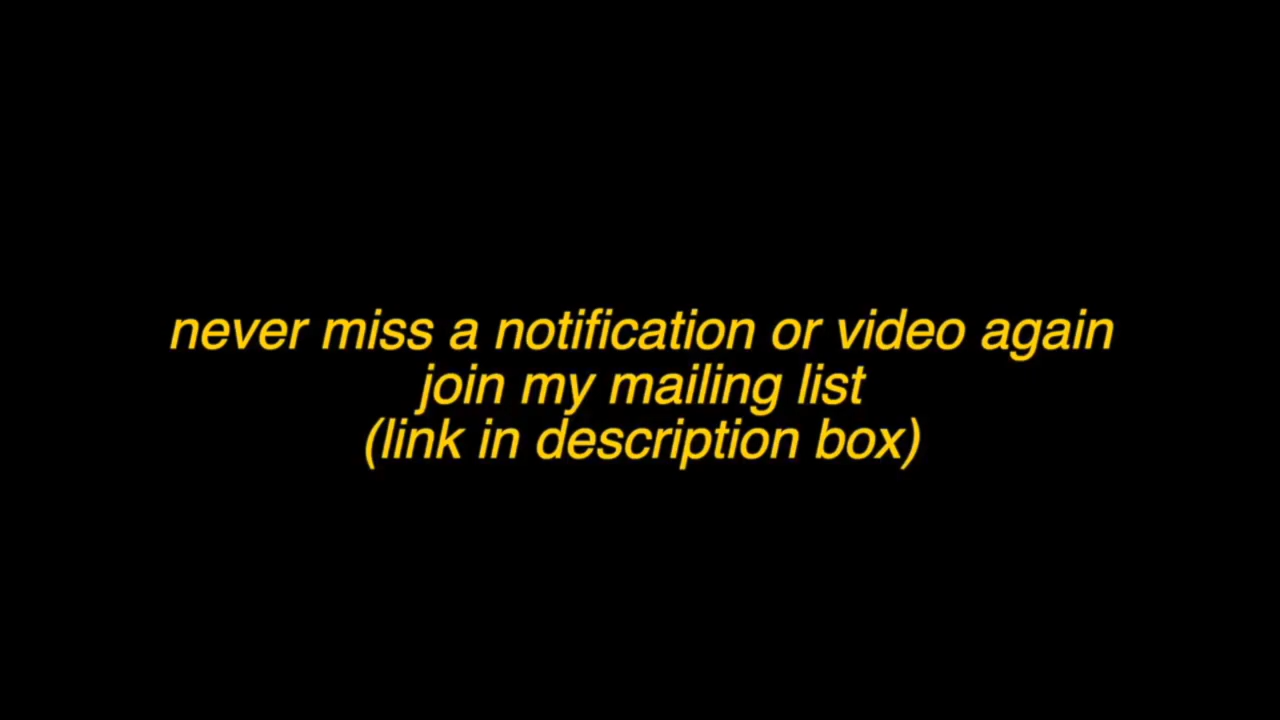 never miss a notification or video again
join my mailing list
(link in description box)